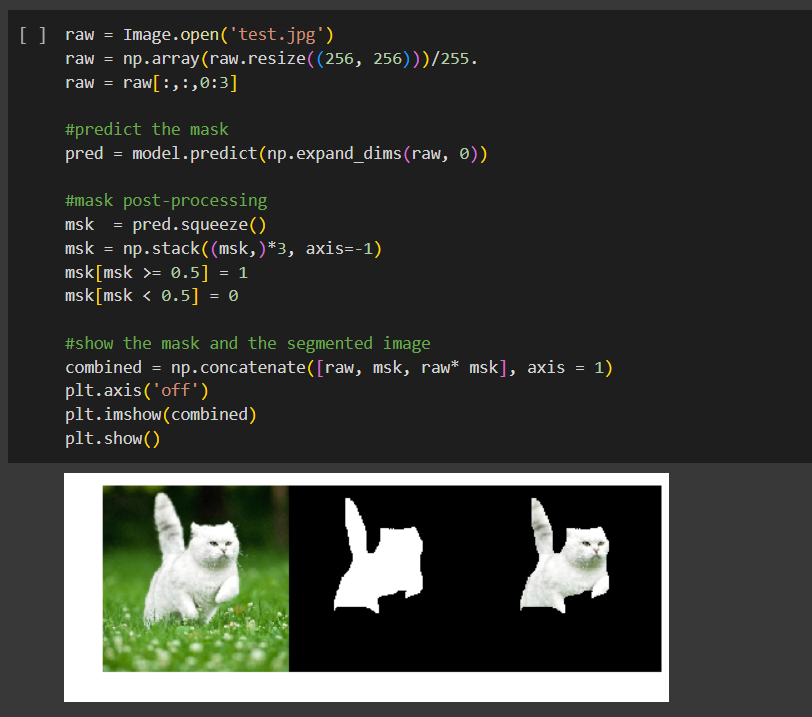 [ ] raw = Image.open('test.jpg')
raw = np.array(raw.resize((256, 256)))/255.
raw = raw[:,:,0:3]
#predict the mask
pred = model.predict(np.expand_dims(raw, 0))
#mask post-processing
msk  = pred.squeeze()
msk = np.stack((msk,)*3, axis=-1)
msk[msk >= 0.5] = 1
msk[msk < 0.5] = 0
#show the mask and the segmented image
combined = np.concatenate([raw, msk, raw* msk], axis = 1)
plt.axis('off')
plt.imshow(combined)
plt.show()